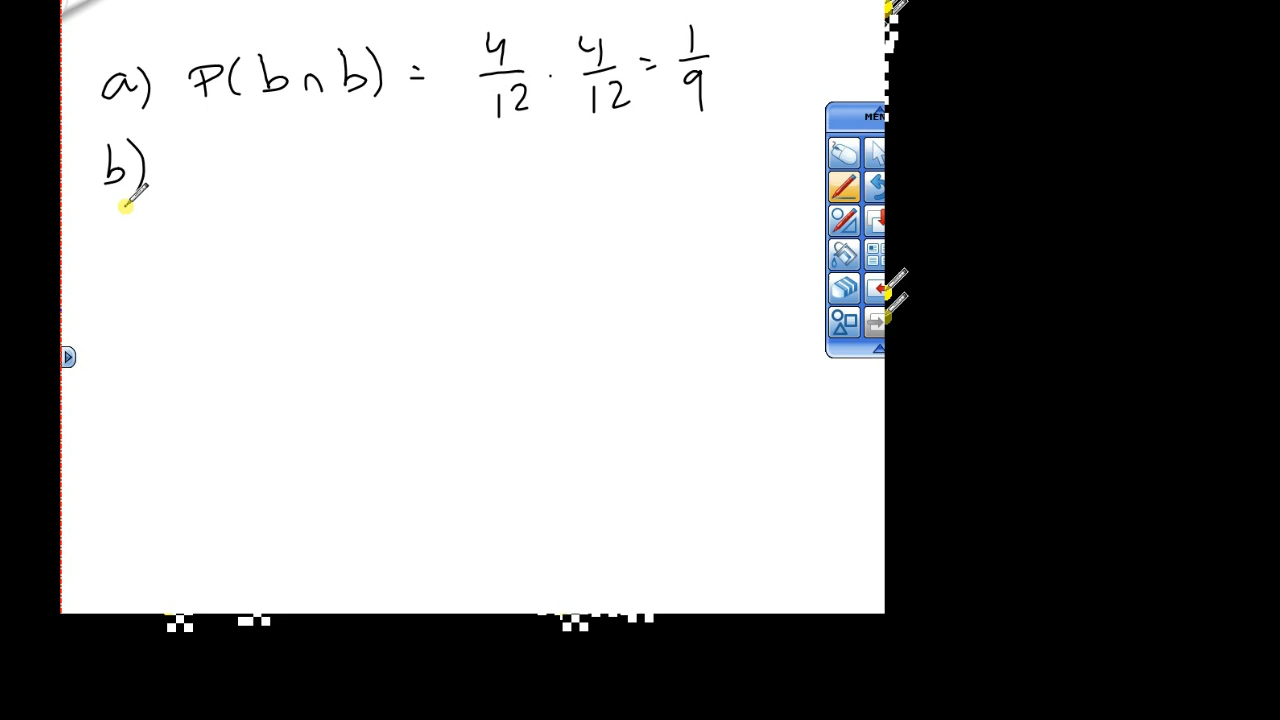 a) P(b ∩ b) = 4/12 · 4/12 = 1/9
b)